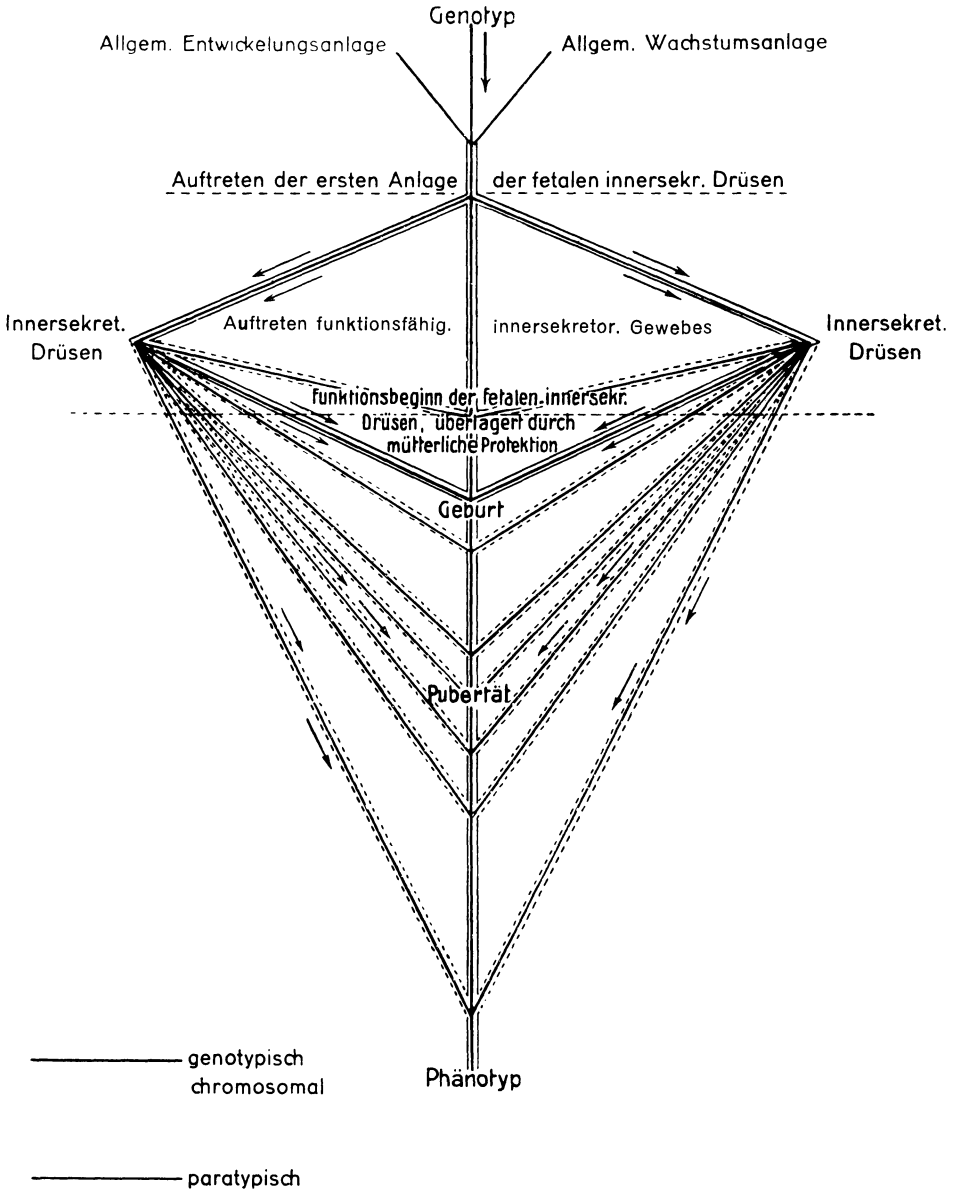 Genotyp
Allgem. Entwickelungsanlage
Allgem. Wachstumsanlage
Auftreten der ersten Anlage der fetalen innersekr. Drüsen
Innersekret.
Drüsen
Auftreten funktionsfähig. innersekretor. Gewebes
Innersekret.
Drüsen
Funktionsbeginn der fetalen innersekr.
Drüsen, überlagert durch
mütterliche Protektion
Geburt
Pubertät
Phänotyp
genotypisch
chromosomal
paratypisch